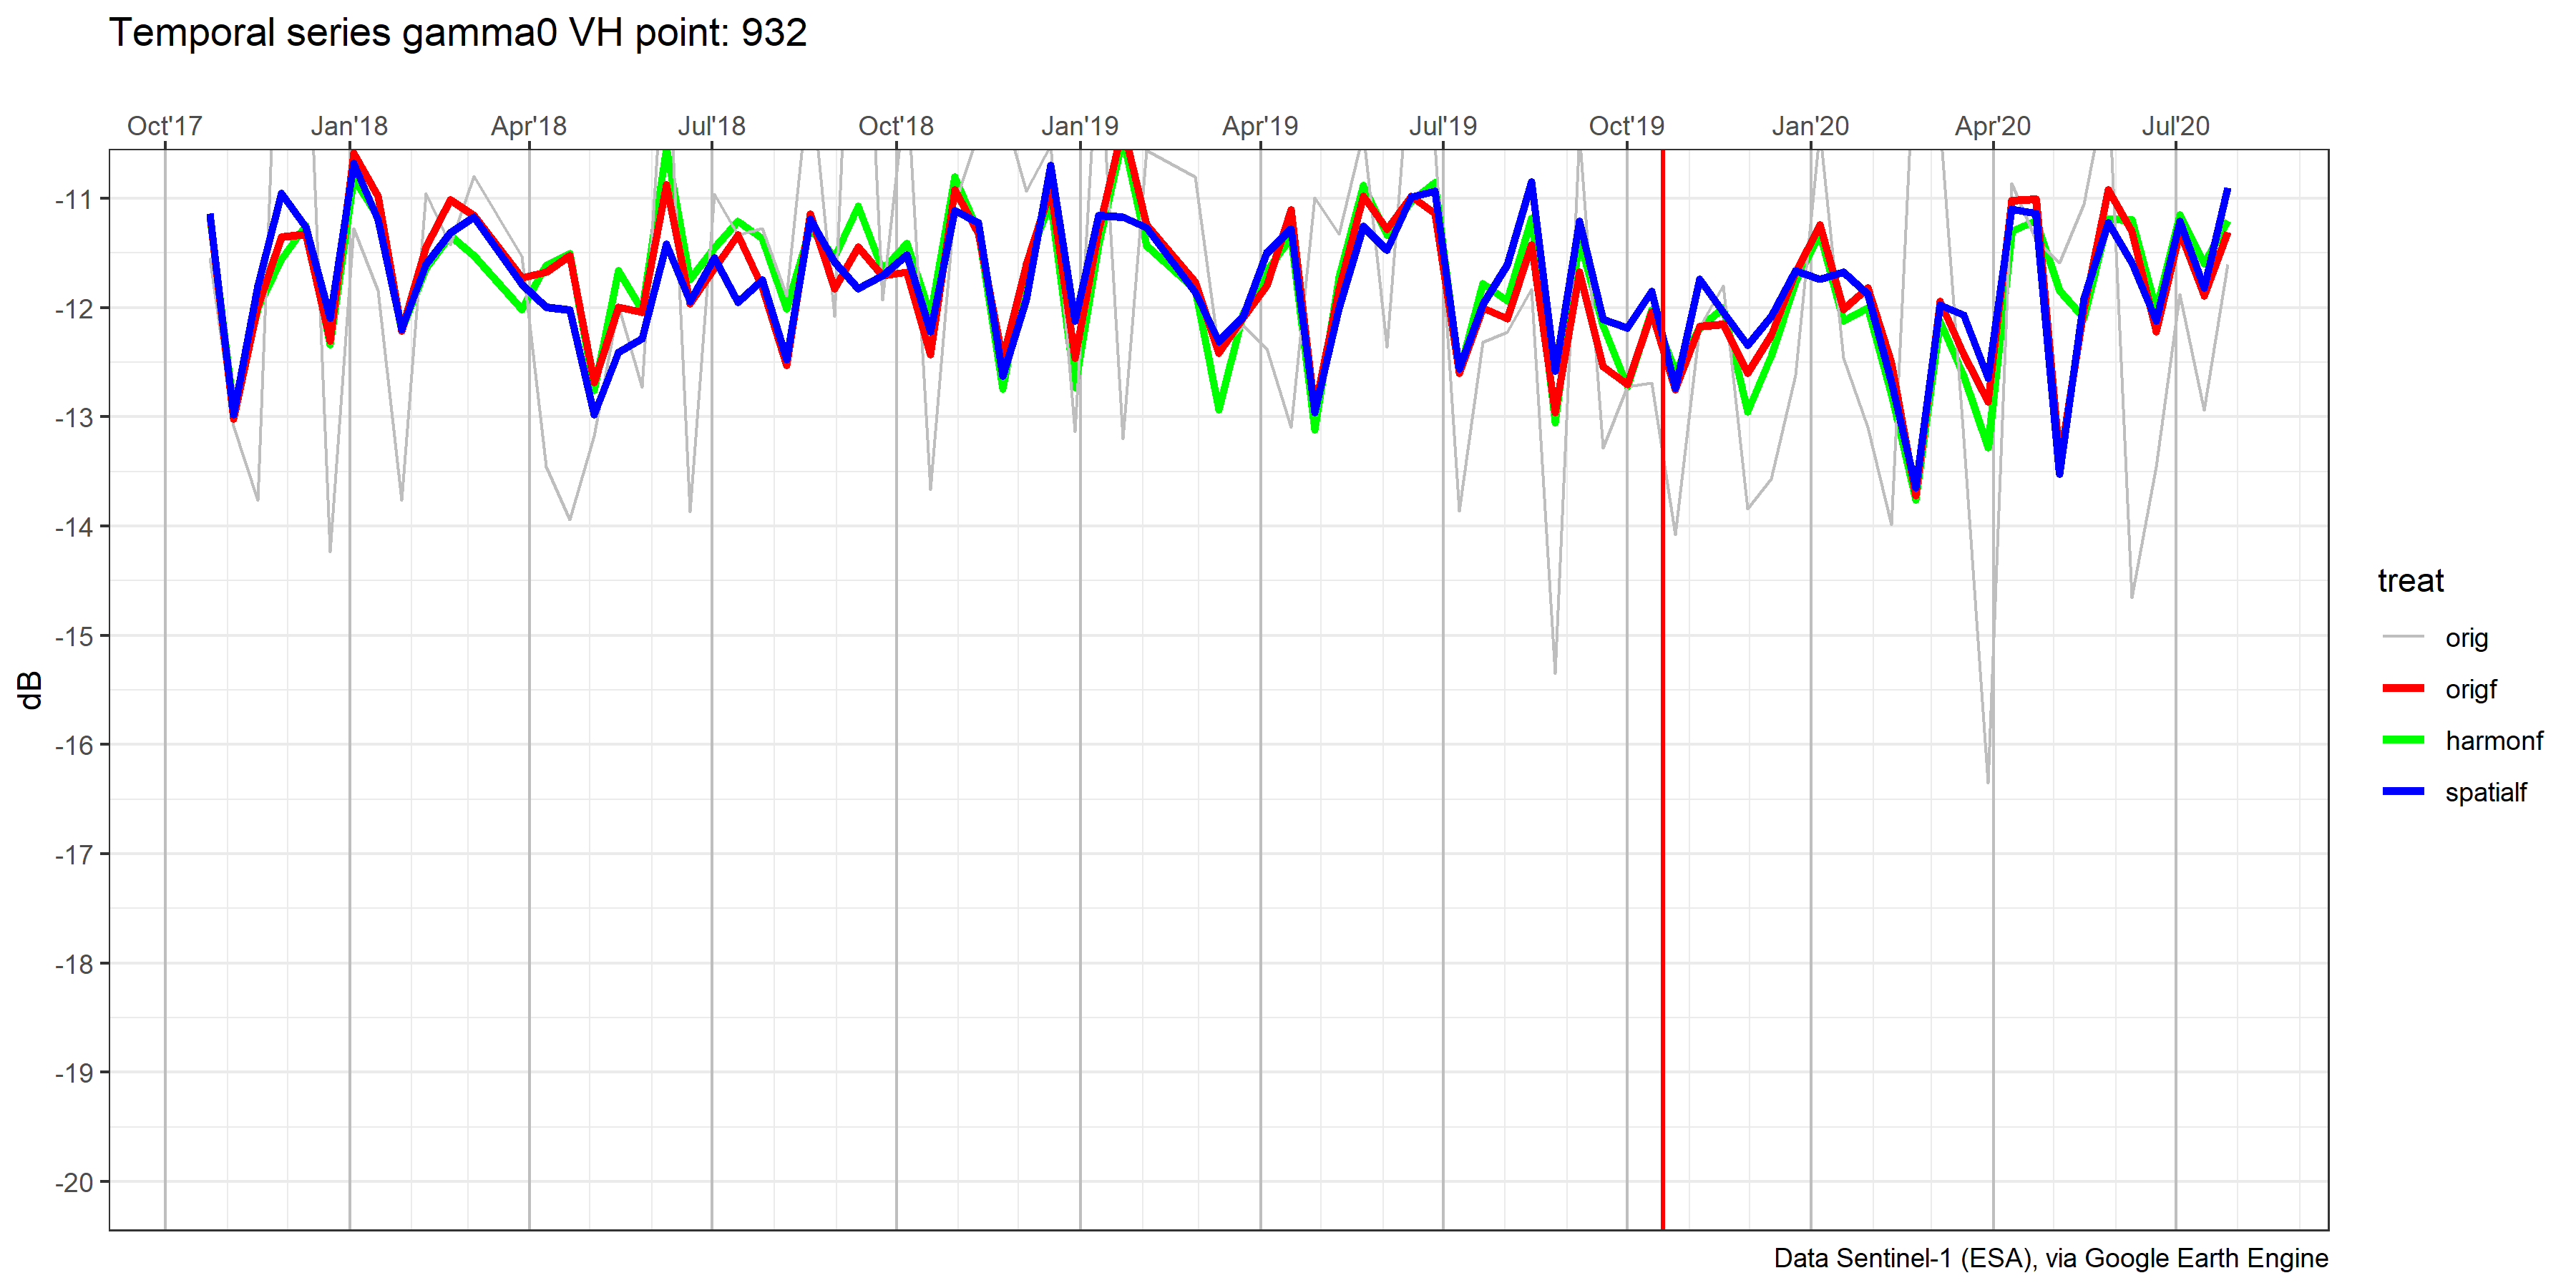 Temporal series gamma0 VH point: 932
Oct'17 Jan'18 Apr'18 Jul'18 Oct'18 Jan'19 Apr'19 Jul'19 Oct'19 Jan'20 Apr'20 Jul'20
-11
-12
-13
-14
-15
-16
-17
-18
-19
-20
dB
treat
orig
origf
harmonf
spatialf
Data Sentinel-1 (ESA), via Google Earth Engine